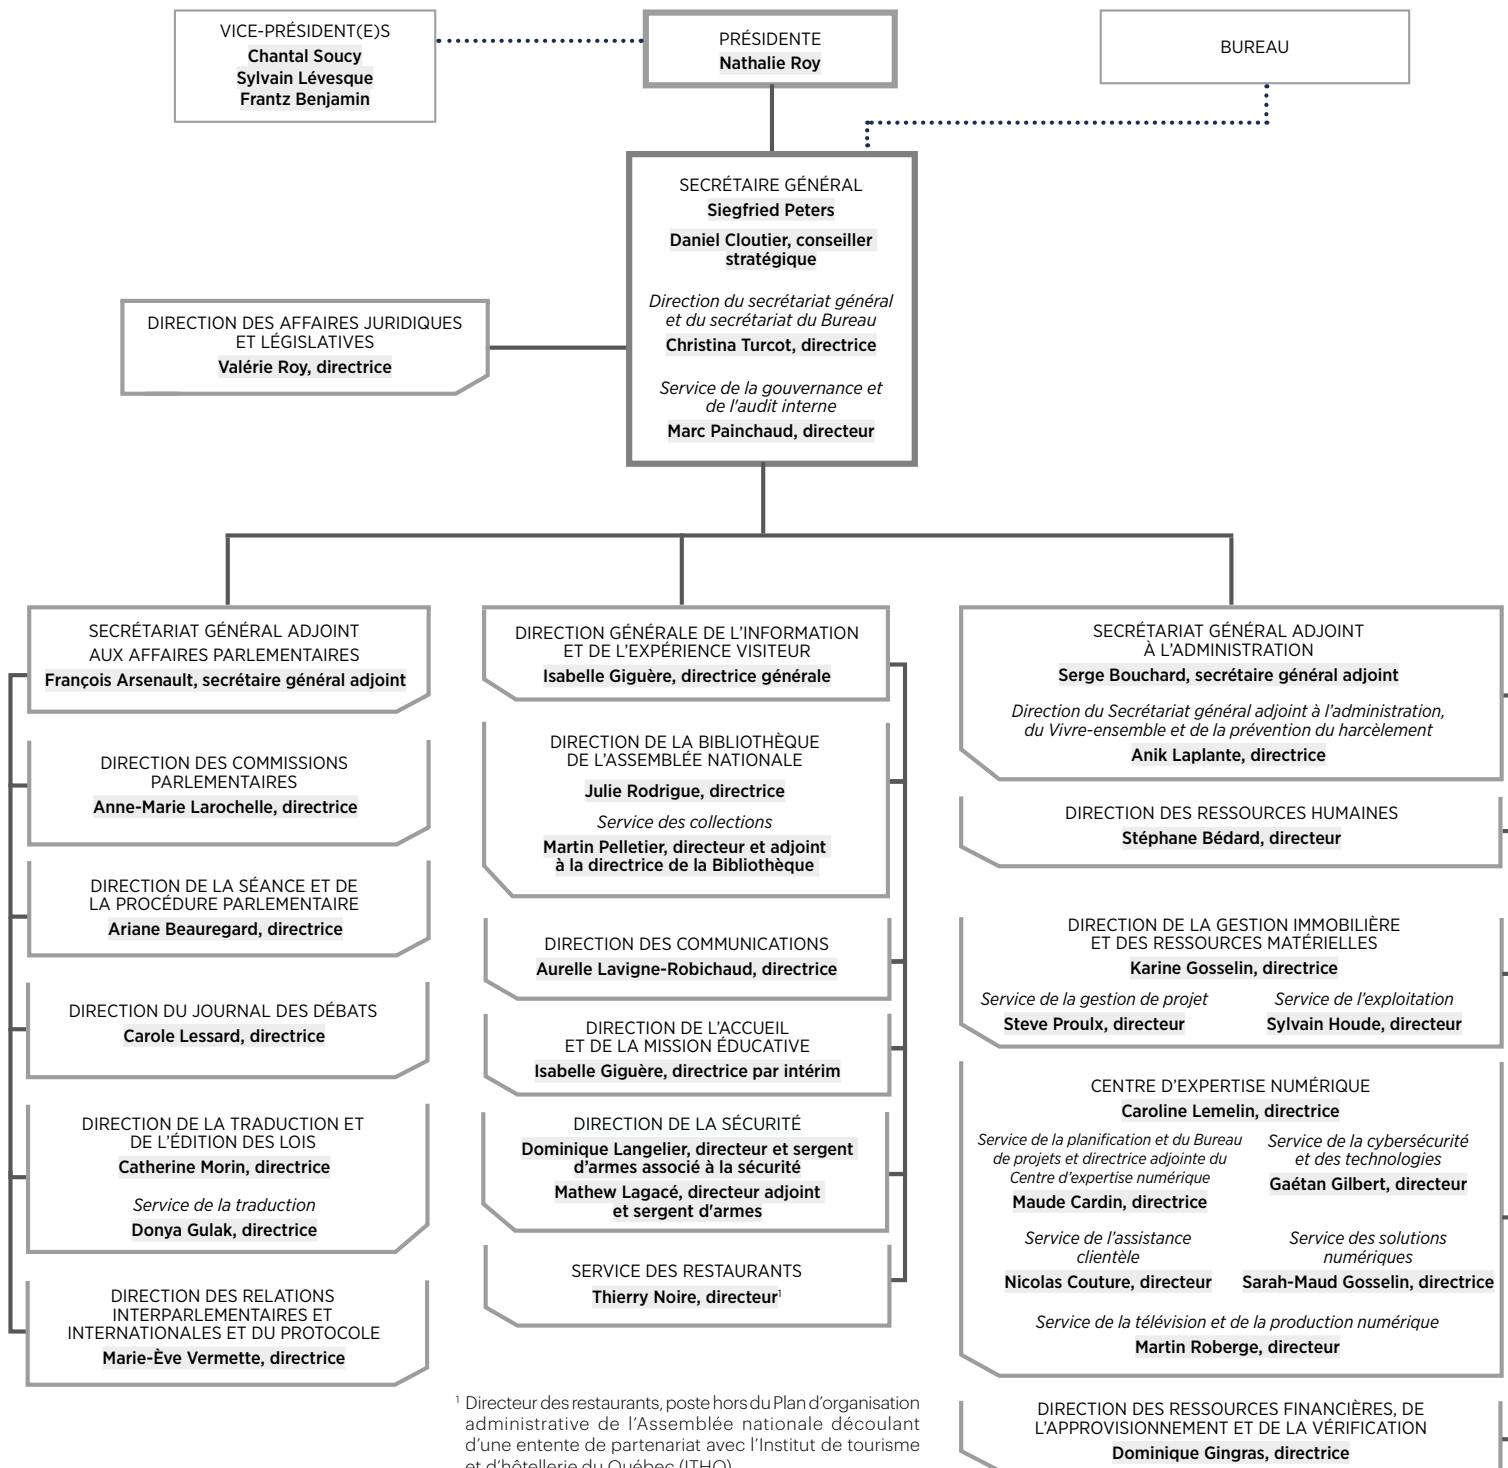 VICE-PRÉSIDENT(E)S
Chantal Soucy
Sylvain Lévesque
Frantz Benjamin
PRÉSIDENTE
Nathalie Roy
BUREAU
SECRÉTAIRE GÉNÉRAL
Siegfried Peters
Daniel Cloutier, conseiller
stratégique
Direction du secrétariat général
et du secrétariat du Bureau
Christina Turcot, directrice
Service de la gouvernance et
de l'audit interne
Marc Painchaud, directeur
DIRECTION DES AFFAIRES JURIDIQUES
ET LÉGISLATIVES
Valérie Roy, directrice
SECRÉTARIAT GÉNÉRAL ADJOINT
AUX AFFAIRES PARLEMENTAIRES
François Arsenault, secrétaire général adjoint
DIRECTION DES COMMISSIONS
PARLEMENTAIRES
Anne-Marie Larochelle, directrice
DIRECTION DE LA SÉANCE ET DE
LA PROCÉDURE PARLEMENTAIRE
Ariane Beauregard, directrice
DIRECTION DU JOURNAL DES DÉBATS
Carole Lessard, directrice
DIRECTION DE LA TRADUCTION ET
DE L'ÉDITION DES LOIS
Catherine Morin, directrice
Service de la traduction
Donya Gulak, directrice
DIRECTION DES RELATIONS
INTERPARLEMENTAIRES ET
INTERNATIONALES ET DU PROTOCOLE
Marie-Ève Vermette, directrice
DIRECTION GÉNÉRALE DE L'INFORMATION
ET DE L'EXPÉRIENCE VISITEUR
Isabelle Giguère, directrice générale
DIRECTION DE LA BIBLIOTHÈQUE
DE L'ASSEMBLÉE NATIONALE
Julie Rodrigue, directrice
Service des collections
Martin Pelletier, directeur et adjoint
à la directrice de la Bibliothèque
DIRECTION DES COMMUNICATIONS
Aurelle Lavigne-Robichaud, directrice
DIRECTION DE L'ACCUEIL
ET DE LA MISSION ÉDUCATIVE
Isabelle Giguère, directrice par intérim
DIRECTION DE LA SÉCURITÉ
Dominique Langelier, directeur et sergent
d'armes associé à la sécurité
Mathew Lagacé, directeur adjoint
et sergent d'armes
SERVICE DES RESTAURANTS
Thierry Noire, directeur¹
¹ Directeur des restaurants, poste hors du Plan d'organisation
administrative de l'Assemblée nationale découlant
d'une entente de partenariat avec l'Institut de tourisme
et d'hôtellerie du Québec (ITHQ)
SECRÉTARIAT GÉNÉRAL ADJOINT
À L'ADMINISTRATION
Serge Bouchard, secrétaire général adjoint
Direction du Secrétariat général adjoint à l'administration,
du Vivre-ensemble et de la prévention du harcèlement
Anik Laplante, directrice
DIRECTION DES RESSOURCES HUMAINES
Stéphane Bédard, directeur
DIRECTION DE LA GESTION IMMOBILIÈRE
ET DES RESSOURCES MATÉRIELLES
Karine Gosselin, directrice
Service de la gestion de projet
Steve Proulx, directeur
Service de l'exploitation
Sylvain Houde, directeur
CENTRE D'EXPERTISE NUMÉRIQUE
Caroline Lemelin, directrice
Service de la planification et du Bureau
de projets et directrice adjointe du
Centre d'expertise numérique
Maude Cardin, directrice
Service de la cybersécurité
et des technologies
Gaétan Gilbert, directeur
Service de l'assistance
clientèle
Nicolas Couture, directeur
Service des solutions
numériques
Sarah-Maud Gosselin, directrice
Service de la télévision et de la production numérique
Martin Roberge, directeur
DIRECTION DES RESSOURCES FINANCIÈRES, DE
L'APPROVISIONNEMENT ET DE LA VÉRIFICATION
Dominique Gingras, directrice